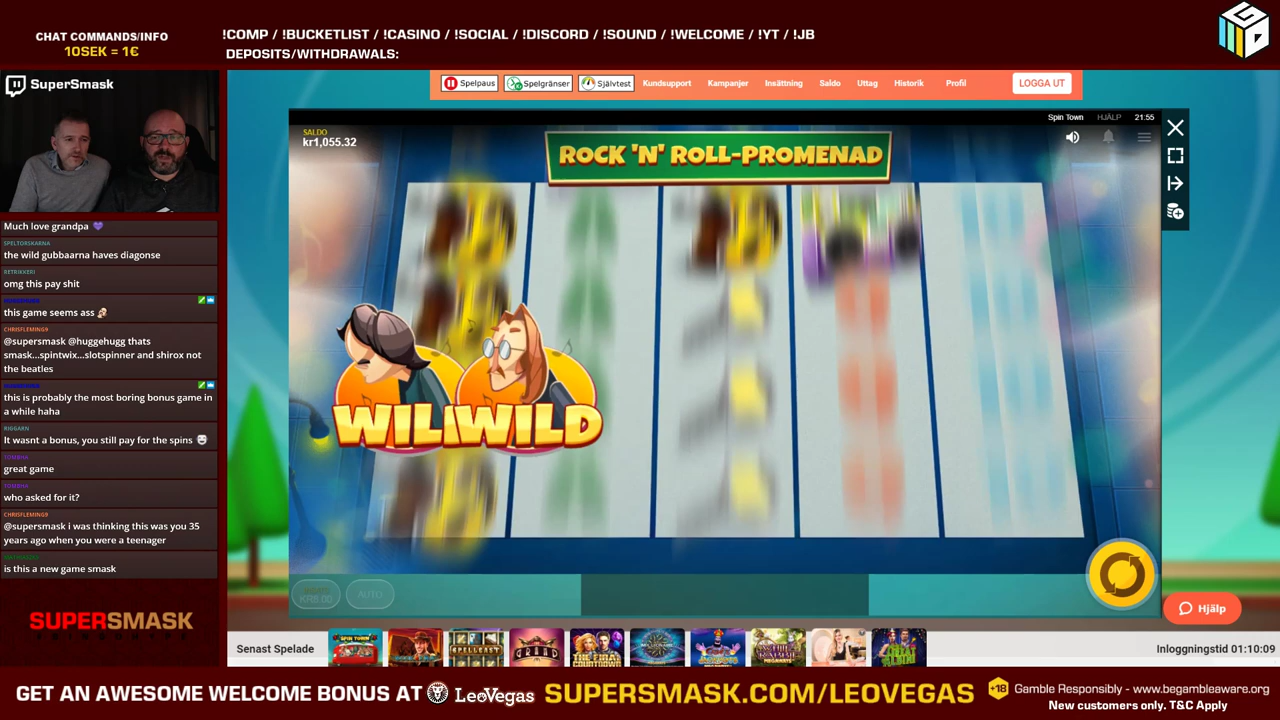 CHAT COMMANDS/INFO
10SEK = 1€
!COMP / !BUCKETLIST / !CASINO / !SOCIAL / !DISCORD / !SOUND / !WELCOME / !YT / !JB
DEPOSITS/WITHDRAWALS:
SuperSmask
Spelpaus
Spelgränser
Självtest
Kundsupport
Kampanjer
Insättning
Saldo
Uttag
Historik
Profil
LOGGA UT
Spin Town
HJÄLP
21:55
SALDO
kr1,055.32
ROCK 'N' ROLL-PROMENAD
WILD
AUTO
Much love grandpa 💜
SPELTORSKARNA
the wild gubbaarna haves diagonse
RETRIKKERI
omg this pay shit
this game seems ass
CHRISFLEMING9
@supersmask @huggehugg thats
smask...spintwix...slotspinner and shirox not
the beatles
this is probably the most boring bonus game in
a while haha
RIGGARN
It wasnt a bonus, you still pay for the spins
great game
who asked for it?
CHRISFLEMING9
@supersmask i was thinking this was you 35
years ago when you were a teenager
is this a new game smask
SUPERSMASK
Hjälp
Senast Spelade
Inloggningstid 01:10:09
GET AN AWESOME WELCOME BONUS AT LeoVegas SUPERSMASK.COM/LEOVEGAS
+18 Gamble Responsibly - www.begambleaware.org
New customers only. T&C Apply